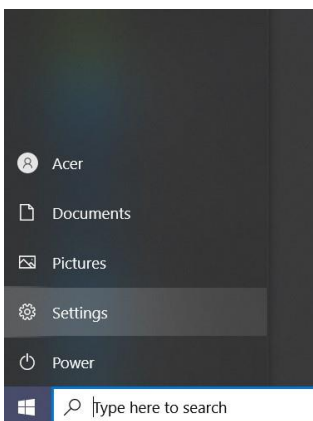 Acer
Documents
Pictures
Settings
Power
Type here to search